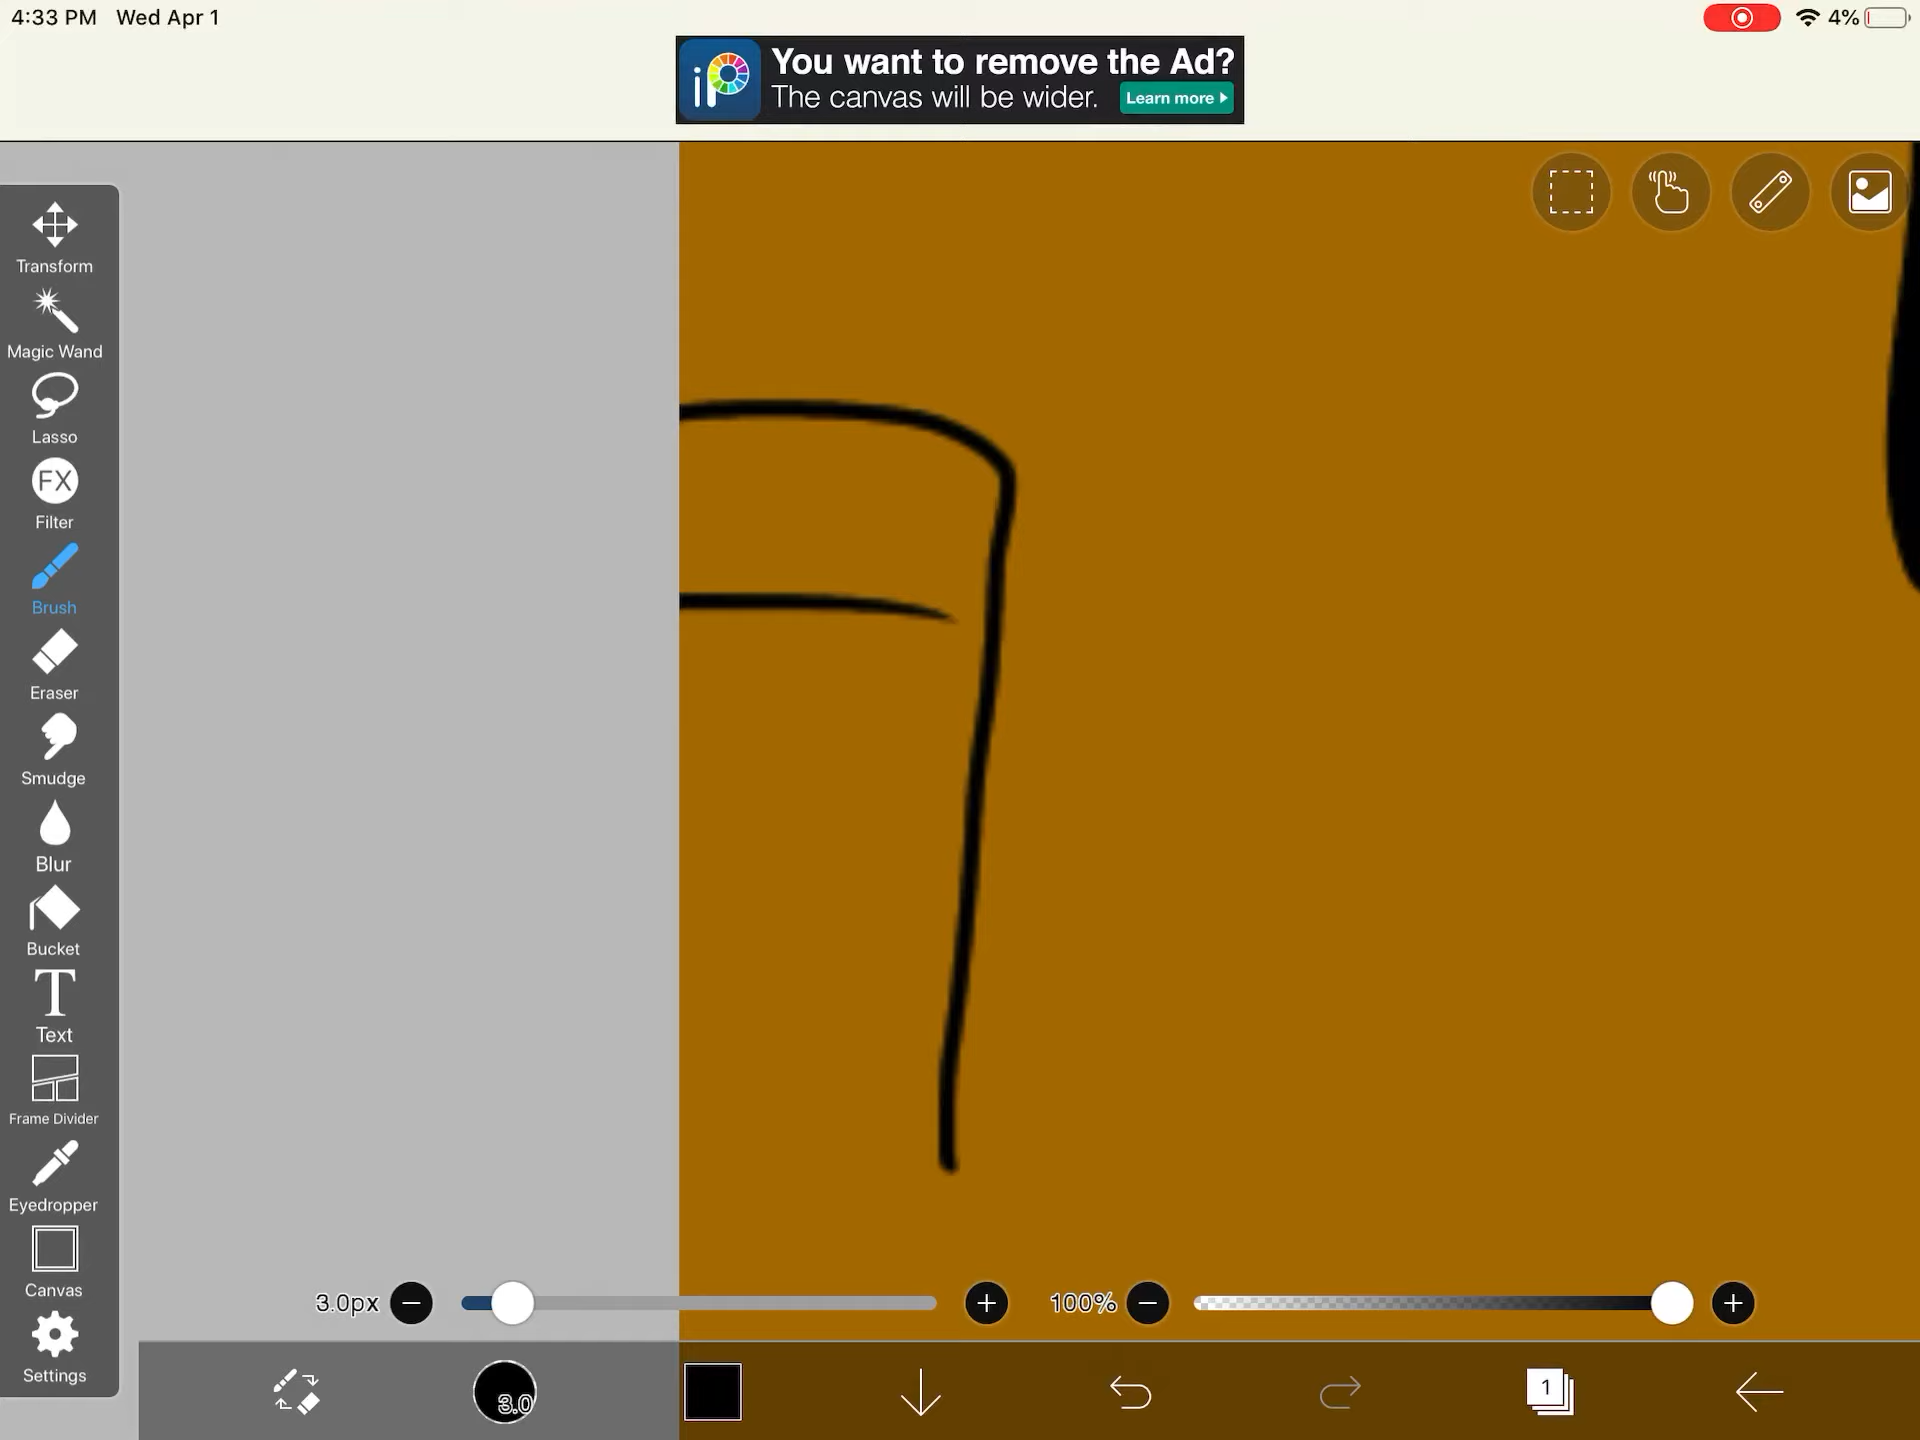 4:33 PM Wed Apr 1
4%
iP
You want to remove the Ad?
The canvas will be wider.
Learn more
Transform
Magic Wand
Lasso
FX
Filter
Brush
Eraser
Smudge
Blur
Bucket
T
Text
Frame Divider
Eyedropper
Canvas
Settings
3.0px
100%
3.0
1